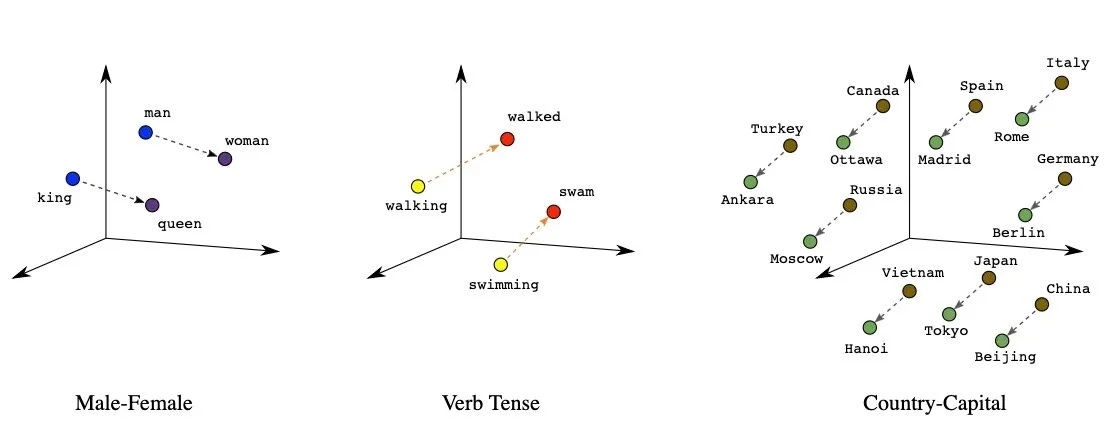 man
woman
king
queen
Male-Female
walked
walking
swam
swimming
Verb Tense
Italy
Spain
Canada
Rome
Turkey
Ottawa
Madrid
Germany
Russia
Ankara
Berlin
Moscow
Japan
Vietnam
China
Tokyo
Hanoi
Beijing
Country-Capital